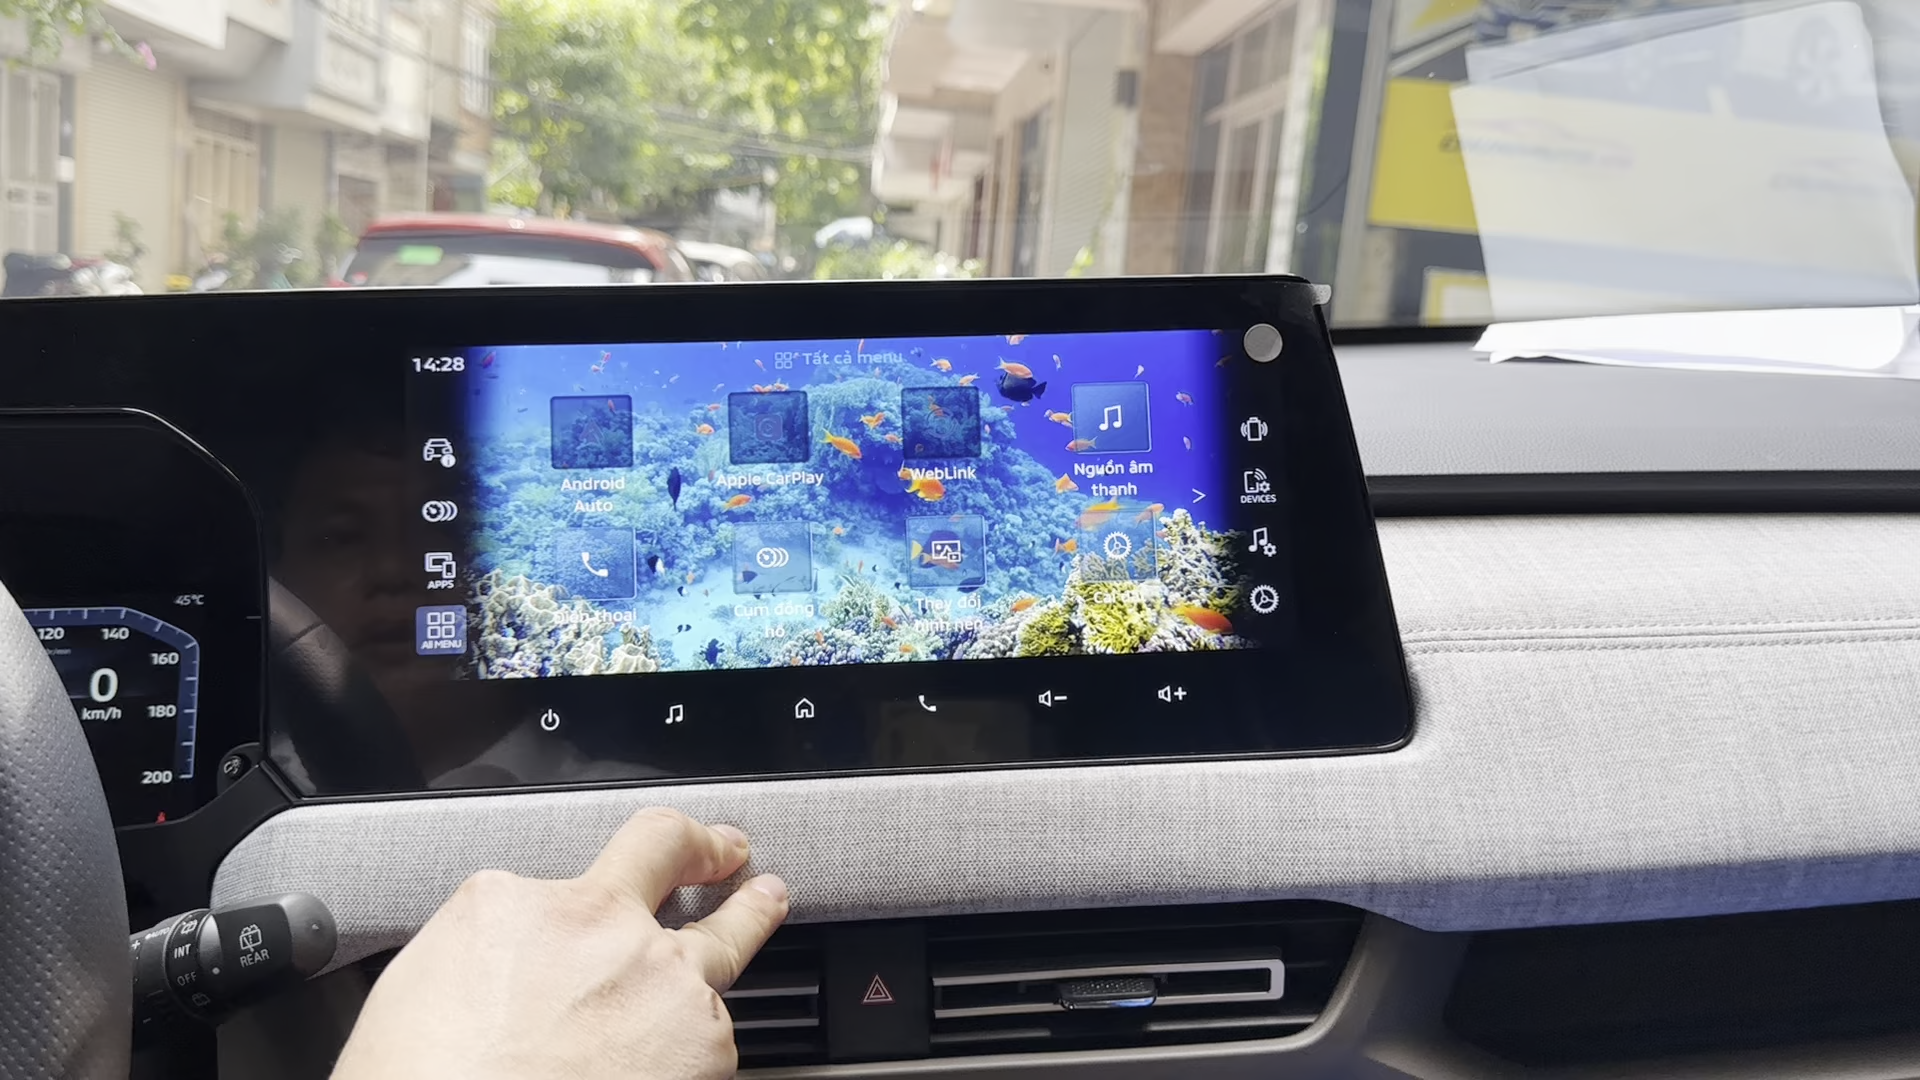 14:28
Tất cả menu
Android
Auto
Apple CarPlay
WebLink
Nguồn âm
thanh
Điện thoại
Cụm đồng
hồ
Thay đổi
hình nền
Cài đặt
APPS
All MENU
DEVICES
45°C
120
140
160
180
200
0
km/h
AUTO
INT
OFF
REAR